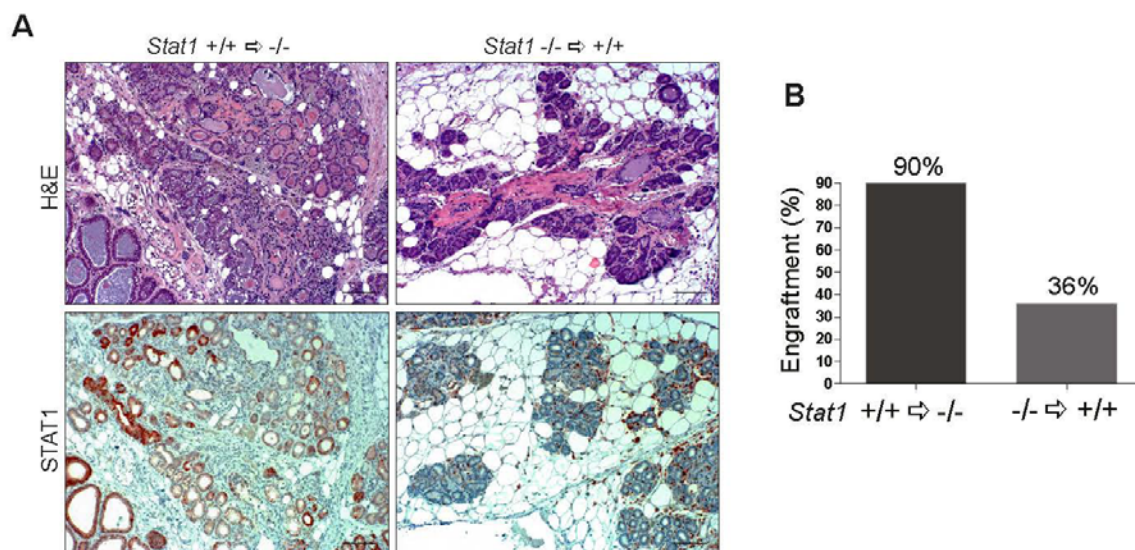 A
Stat1 +/+ ⇨ -/-
Stat1 -/- ⇨ +/+
H&E
STAT1
B
90%
36%
Engraftment (%)
90
80
70
60
50
40
30
20
10
0
Stat1 +/+ ⇨ -/-
-/- ⇨ +/+